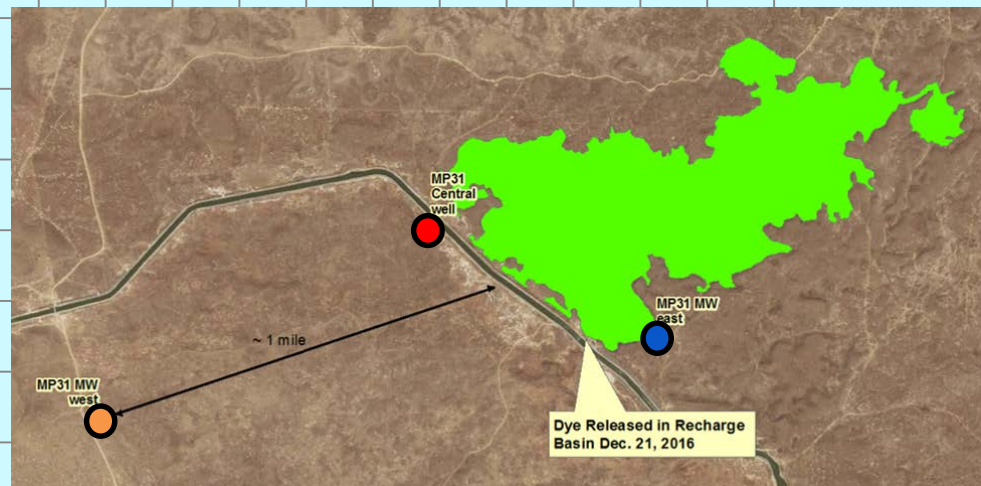 MP31
Central
well
MP31 MW
east
~ 1 mile
MP31 MW
west
Dye Released in Recharge
Basin Dec. 21, 2016